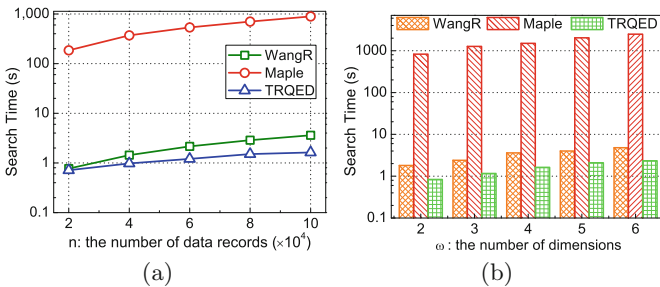 1,000
100
10
1
0.1
Search Time (s)
WangR
Maple
TRQED
2 4 6 8 10
n: the number of data records (×10⁴)
(a)
WangR Maple TRQED
1000
100
10
1
0.1
Search Time (s)
2 3 4 5 6
ω: the number of dimensions
(b)